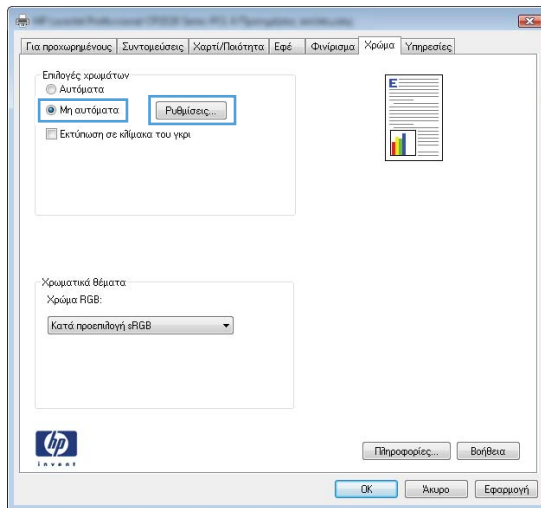 Για προχωρημένους Συντομεύσεις Χαρτί/Ποιότητα Εφέ Φινίρισμα Χρώμα Υπηρεσίες
Επιλογές χρωμάτων
Αυτόματα
Μη αυτόματα Ρυθμίσεις...
Εκτύπωση σε κλίμακα του γκρι
E
Χρωματικά θέματα
Χρώμα RGB:
Κατά προεπιλογή sRGB
hp
invent
Πληροφορίες... Βοήθεια
OK Άκυρο Εφαρμογή